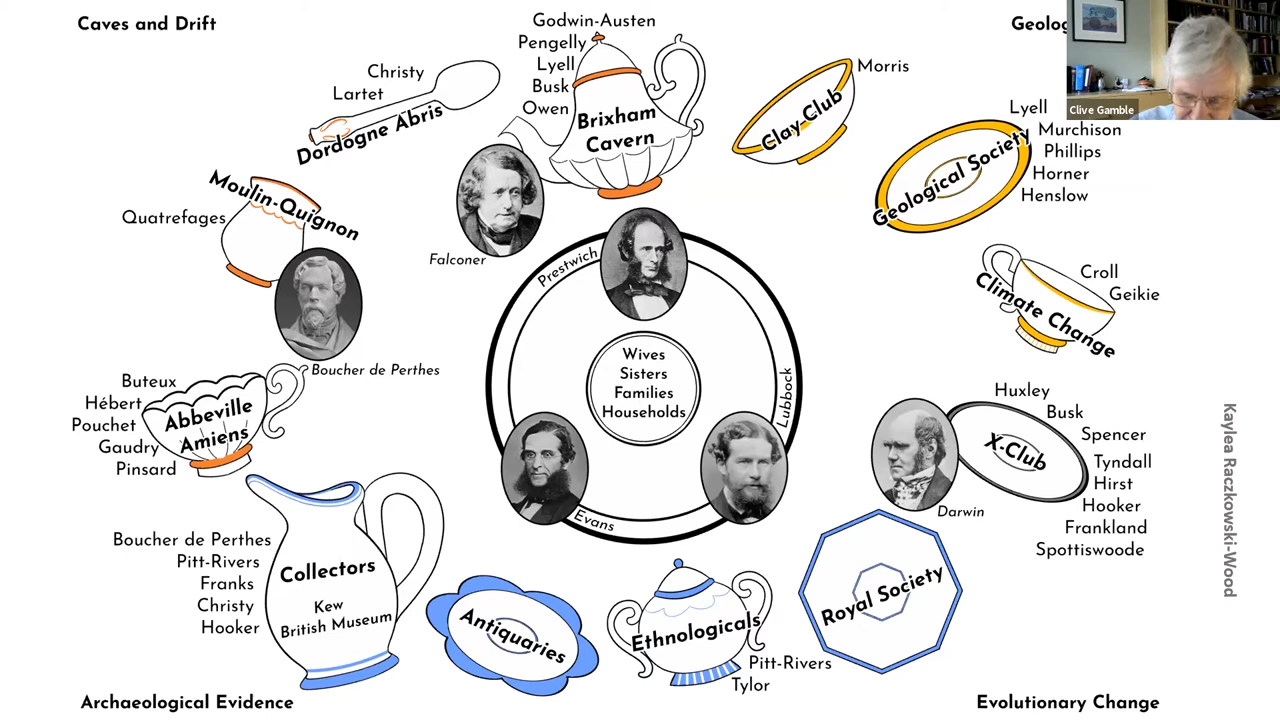 Caves and Drift
Geolog
Clive Gamble
Godwin-Austen
Pengelly
Lyell
Busk
Owen
Brixham
Cavern
Christy
Lartet
Dordogne Abris
Morris
Clay-Club
Lyell
Murchison
Phillips
Horner
Henslow
Geological Society
Moulin-Quignon
Quatrefages
Falconer
Prestwich
Croll
Geikie
Climate Change
Boucher de Perthes
Wives
Sisters
Families
Households
Lubbock
Evans
Buteux
Hébert
Pouchet
Gaudry
Pinsard
Abbeville
Amiens
Huxley
Busk
Spencer
Tyndall
Hirst
Hooker
Frankland
Spottiswoode
X-Club
Darwin
Kaylea Raczkowski-Wood
Boucher de Perthes
Pitt-Rivers
Franks
Christy
Hooker
Collectors
Kew
British Museum
Antiquaries
Ethnologicals
Pitt-Rivers
Tylor
Royal Society
Archaeological Evidence
Evolutionary Change